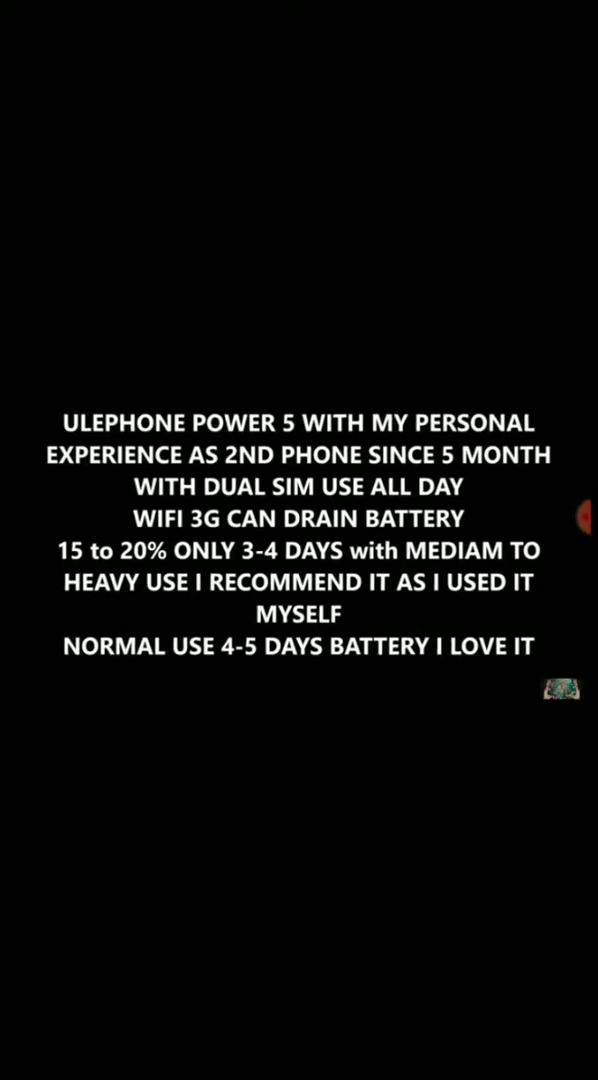 ULEPHONE POWER 5 WITH MY PERSONAL
EXPERIENCE AS 2ND PHONE SINCE 5 MONTH
WITH DUAL SIM USE ALL DAY
WIFI 3G CAN DRAIN BATTERY
15 to 20% ONLY 3-4 DAYS with MEDIAM TO
HEAVY USE I RECOMMEND IT AS I USED IT
MYSELF
NORMAL USE 4-5 DAYS BATTERY I LOVE IT